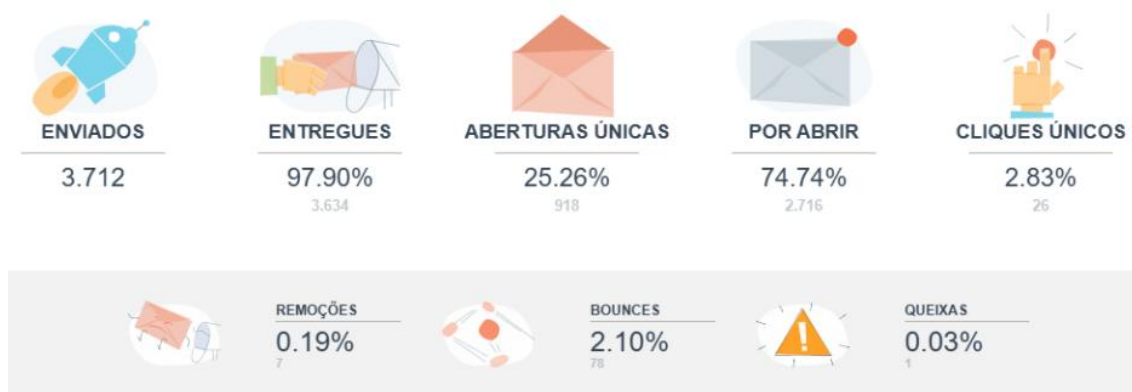 ENVIADOS
3.712
ENTREGUES
97.90%
3.634
ABERTURAS ÚNICAS
25.26%
918
POR ABRIR
74.74%
2.716
CLIQUES ÚNICOS
2.83%
26
REMOÇÕES
0.19%
7
BOUNCES
2.10%
78
QUEIXAS
0.03%
1